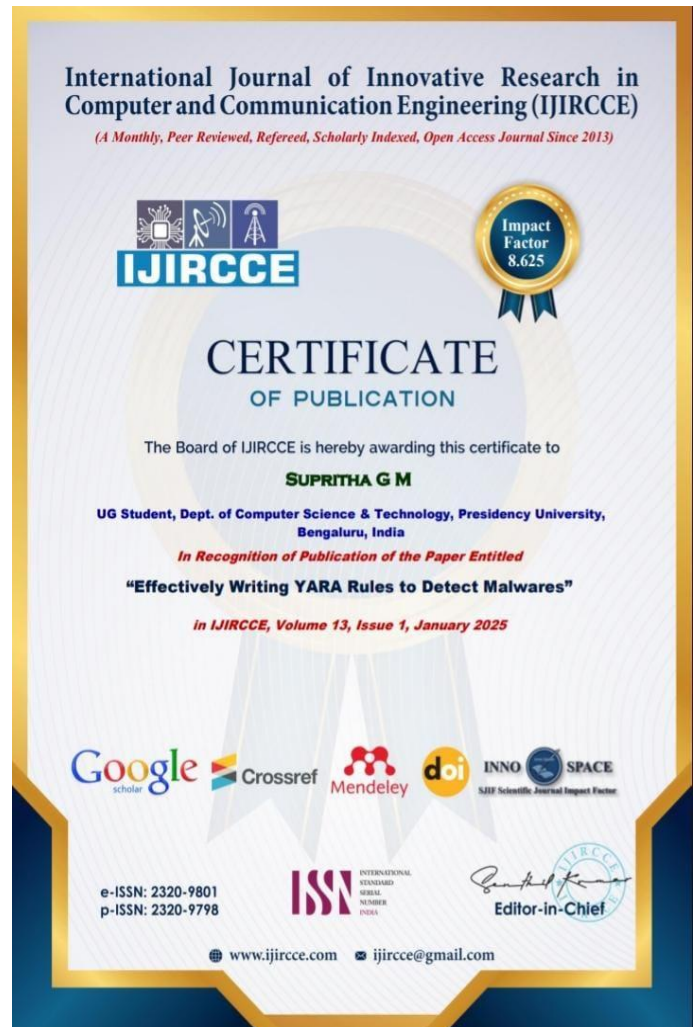 International Journal of Innovative Research in
Computer and Communication Engineering (IJIRCCE)
(A Monthly, Peer Reviewed, Refereed, Scholarly Indexed, Open Access Journal Since 2013)
IJIRCCE
Impact
Factor
8.625
CERTIFICATE
OF PUBLICATION
The Board of IJIRCCE is hereby awarding this certificate to
SUPRITHA G M
UG Student, Dept. of Computer Science & Technology, Presidency University,
Bengaluru, India
In Recognition of Publication of the Paper Entitled
“Effectively Writing YARA Rules to Detect Malwares”
in IJIRCCE, Volume 13, Issue 1, January 2025
Google
scholar
Crossref
Mendeley
doi
INNO SPACE
SJIF Scientific Journal Impact Factor
e-ISSN: 2320-9801
p-ISSN: 2320-9798
ISSN
INTERNATIONAL
STANDARD
SERIAL
NUMBER
INDIA
IJIRCCE
Editor-in-Chief
www.ijircce.com ijircce@gmail.com